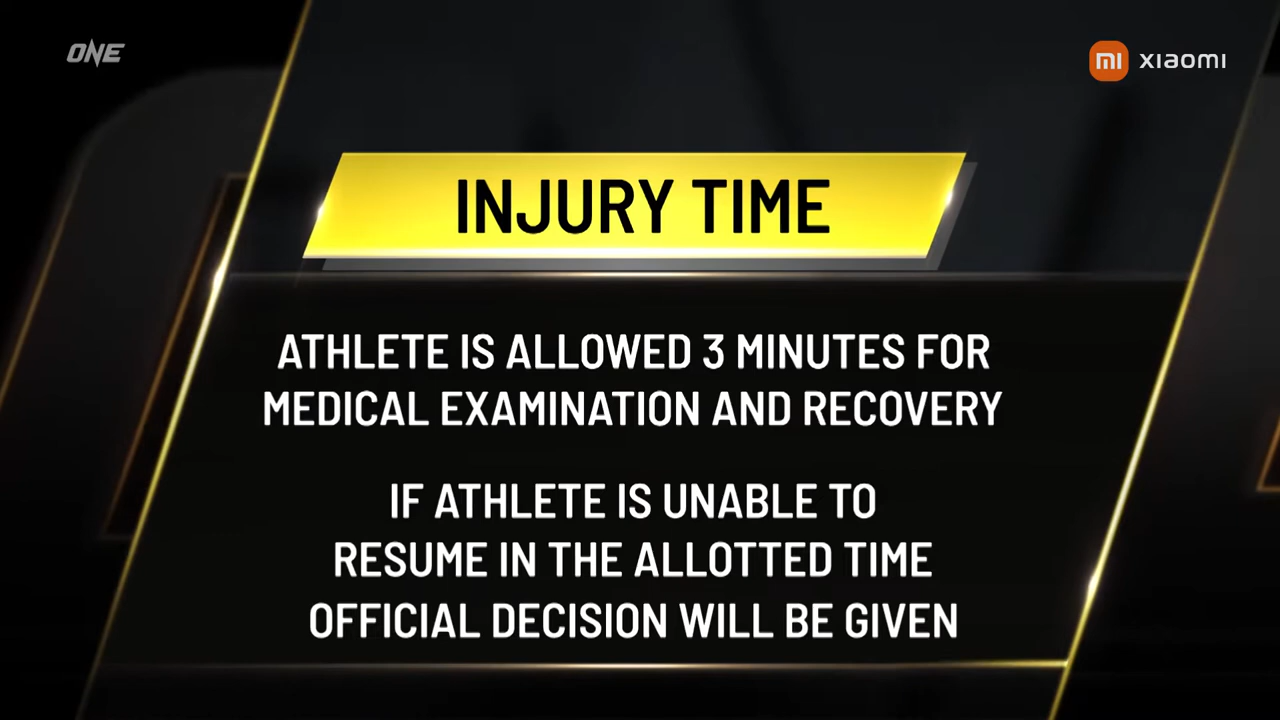 ONE
xiaomi
INJURY TIME
ATHLETE IS ALLOWED 3 MINUTES FOR
MEDICAL EXAMINATION AND RECOVERY
IF ATHLETE IS UNABLE TO
RESUME IN THE ALLOTTED TIME
OFFICIAL DECISION WILL BE GIVEN